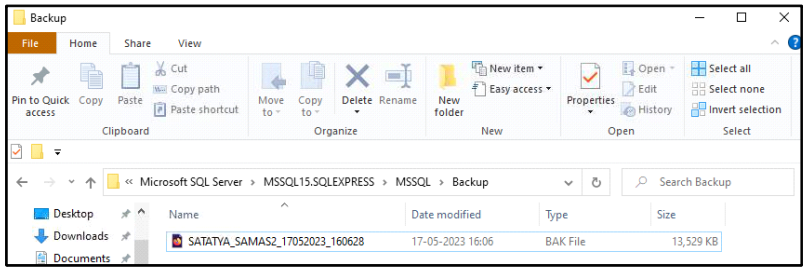 Backup
File Home Share View
Pin to Quick access
Copy
Paste
Cut
Copy path
Paste shortcut
Clipboard
Move to
Copy to
Delete
Rename
Organize
New folder
New item
Easy access
New
Properties
Open
Edit
History
Open
Select all
Select none
Invert selection
Select
« Microsoft SQL Server > MSSQL15.SQLEXPRESS > MSSQL > Backup
Search Backup
Desktop
Downloads
Documents
Name Date modified Type Size
SATATYA_SAMAS2_17052023_160628 17-05-2023 16:06 BAK File 13,529 KB